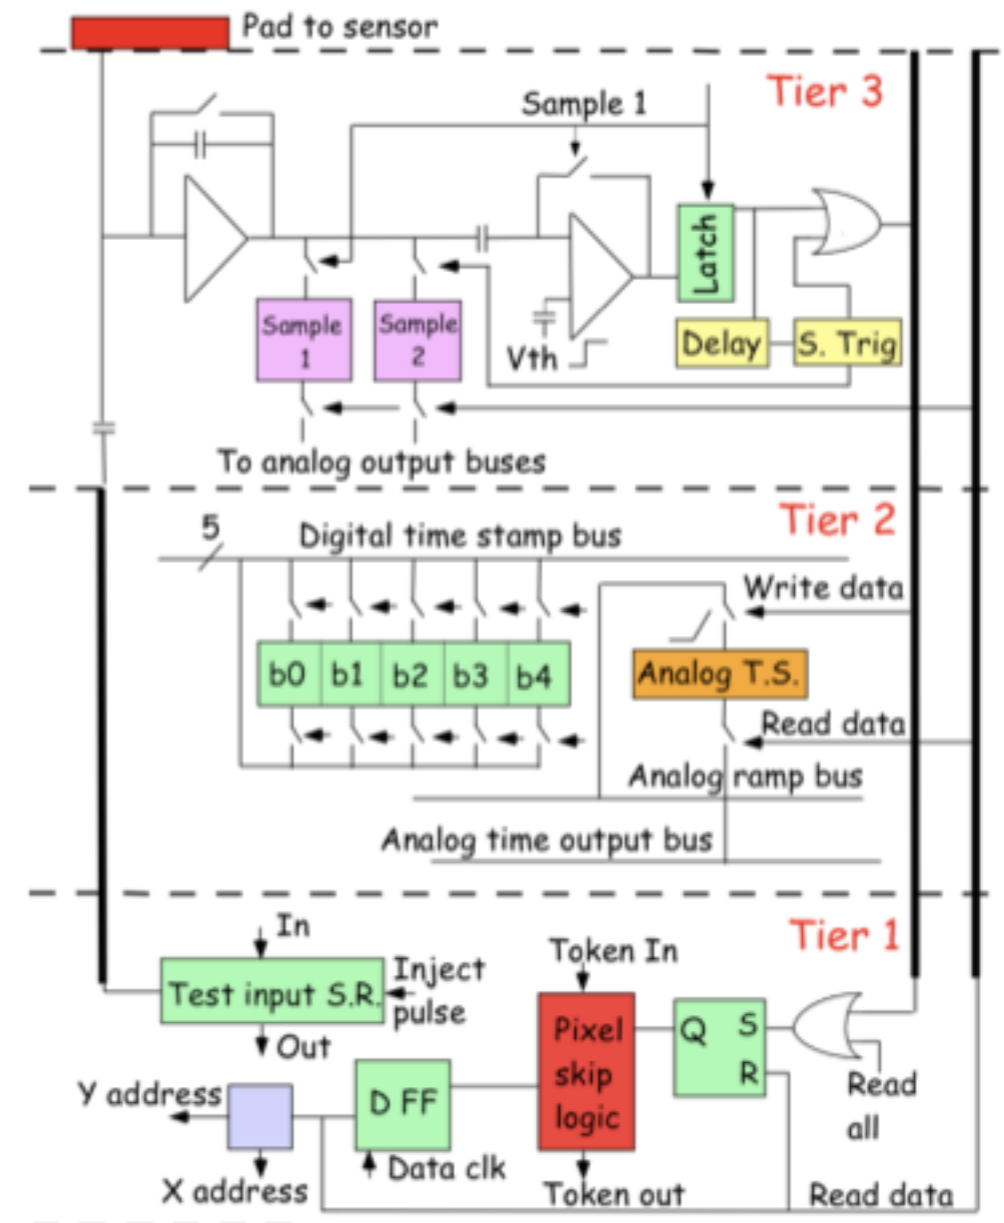 Pad to sensor
Tier 3
Sample 1
Latch
Sample
1
Sample
2
Vth
Delay
S. Trig
To analog output buses
Tier 2
5
Digital time stamp bus
Write data
b0 b1 b2 b3 b4
Analog T.S.
Read data
Analog ramp bus
Analog time output bus
Tier 1
In
Token In
Test input S.R.
Inject
pulse
Out
Pixel
skip
logic
Q S
R
Read
all
Y address
D FF
Data clk
X address
Token out
Read data